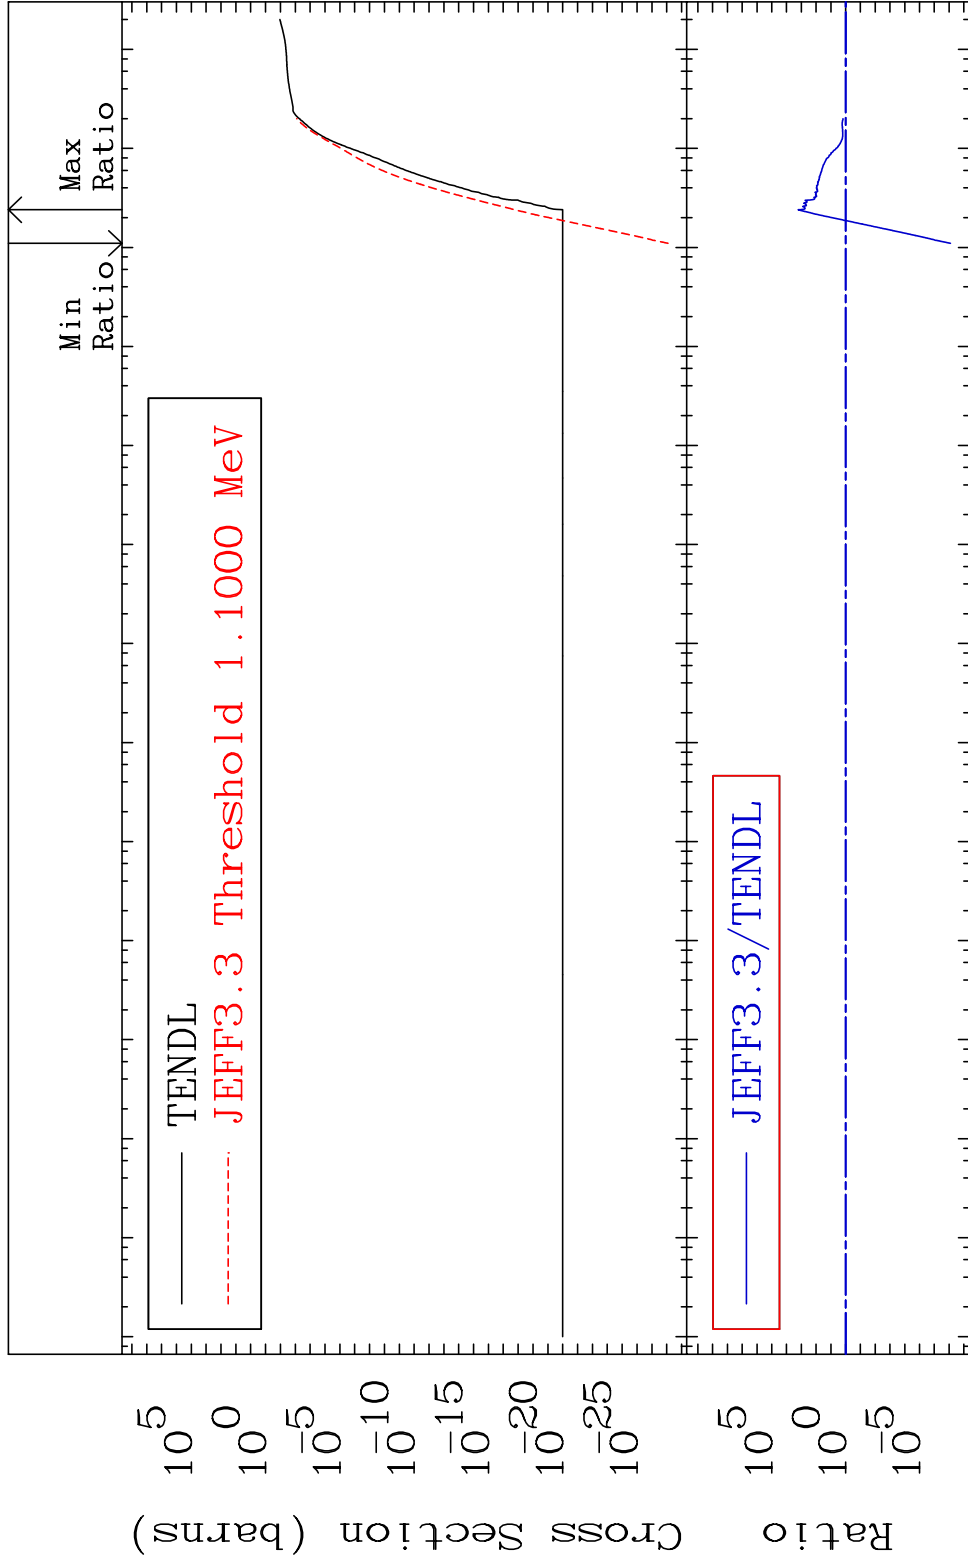 Max
Ratio
Min
Ratio
TENDL
JEFF3.3 Threshold 1.1000 MeV
10^5
10^0
10^-5
10^-10
10^-15
10^-20
10^-25
Cross Section (barns)
JEFF3.3/TENDL
10^5
10^0
10^-5
Ratio